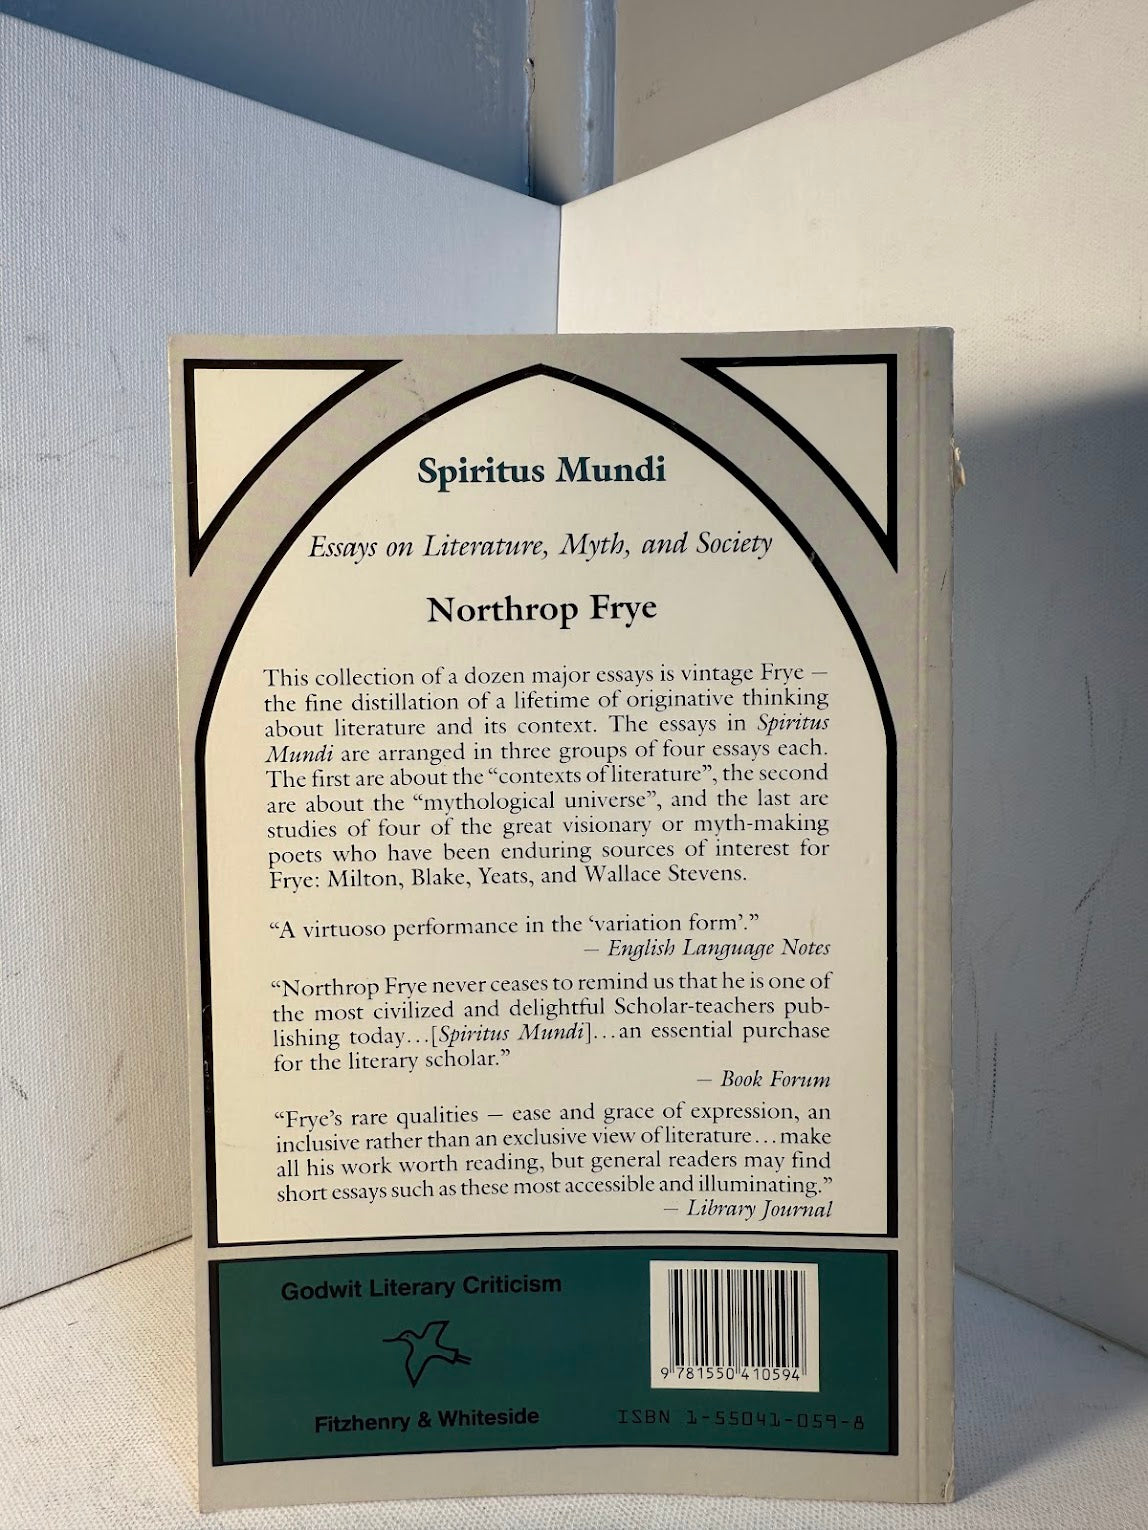 Spiritus Mundi
Essays on Literature, Myth, and Society
Northrop Frye
This collection of a dozen major essays is vintage Frye —
the fine distillation of a lifetime of originative thinking
about literature and its context. The essays in Spiritus
Mundi are arranged in three groups of four essays each.
The first are about the “contexts of literature”, the second
are about the “mythological universe”, and the last are
studies of four of the great visionary or myth-making
poets who have been enduring sources of interest for
Frye: Milton, Blake, Yeats, and Wallace Stevens.
“A virtuoso performance in the ‘variation form’.”
— English Language Notes
“Northrop Frye never ceases to remind us that he is one of
the most civilized and delightful Scholar-teachers pub-
lishing today...[Spiritus Mundi]...an essential purchase
for the literary scholar.”
— Book Forum
“Frye’s rare qualities — ease and grace of expression, an
inclusive rather than an exclusive view of literature...make
all his work worth reading, but general readers may find
short essays such as these most accessible and illuminating.”
— Library Journal
Godwit Literary Criticism
Fitzhenry & Whiteside
9 781550 410594
ISBN 1-55041-059-8